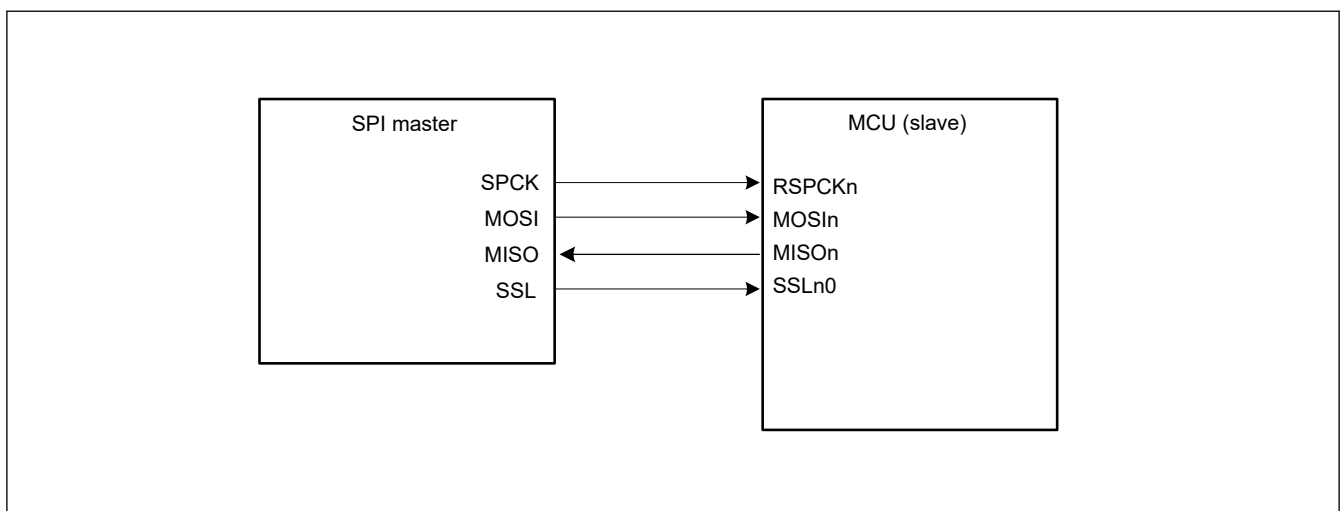 SPI master
SPCK
MOSI
MISO
SSL
MCU (slave)
RSPCKn
MOSIn
MISOn
SSLn0